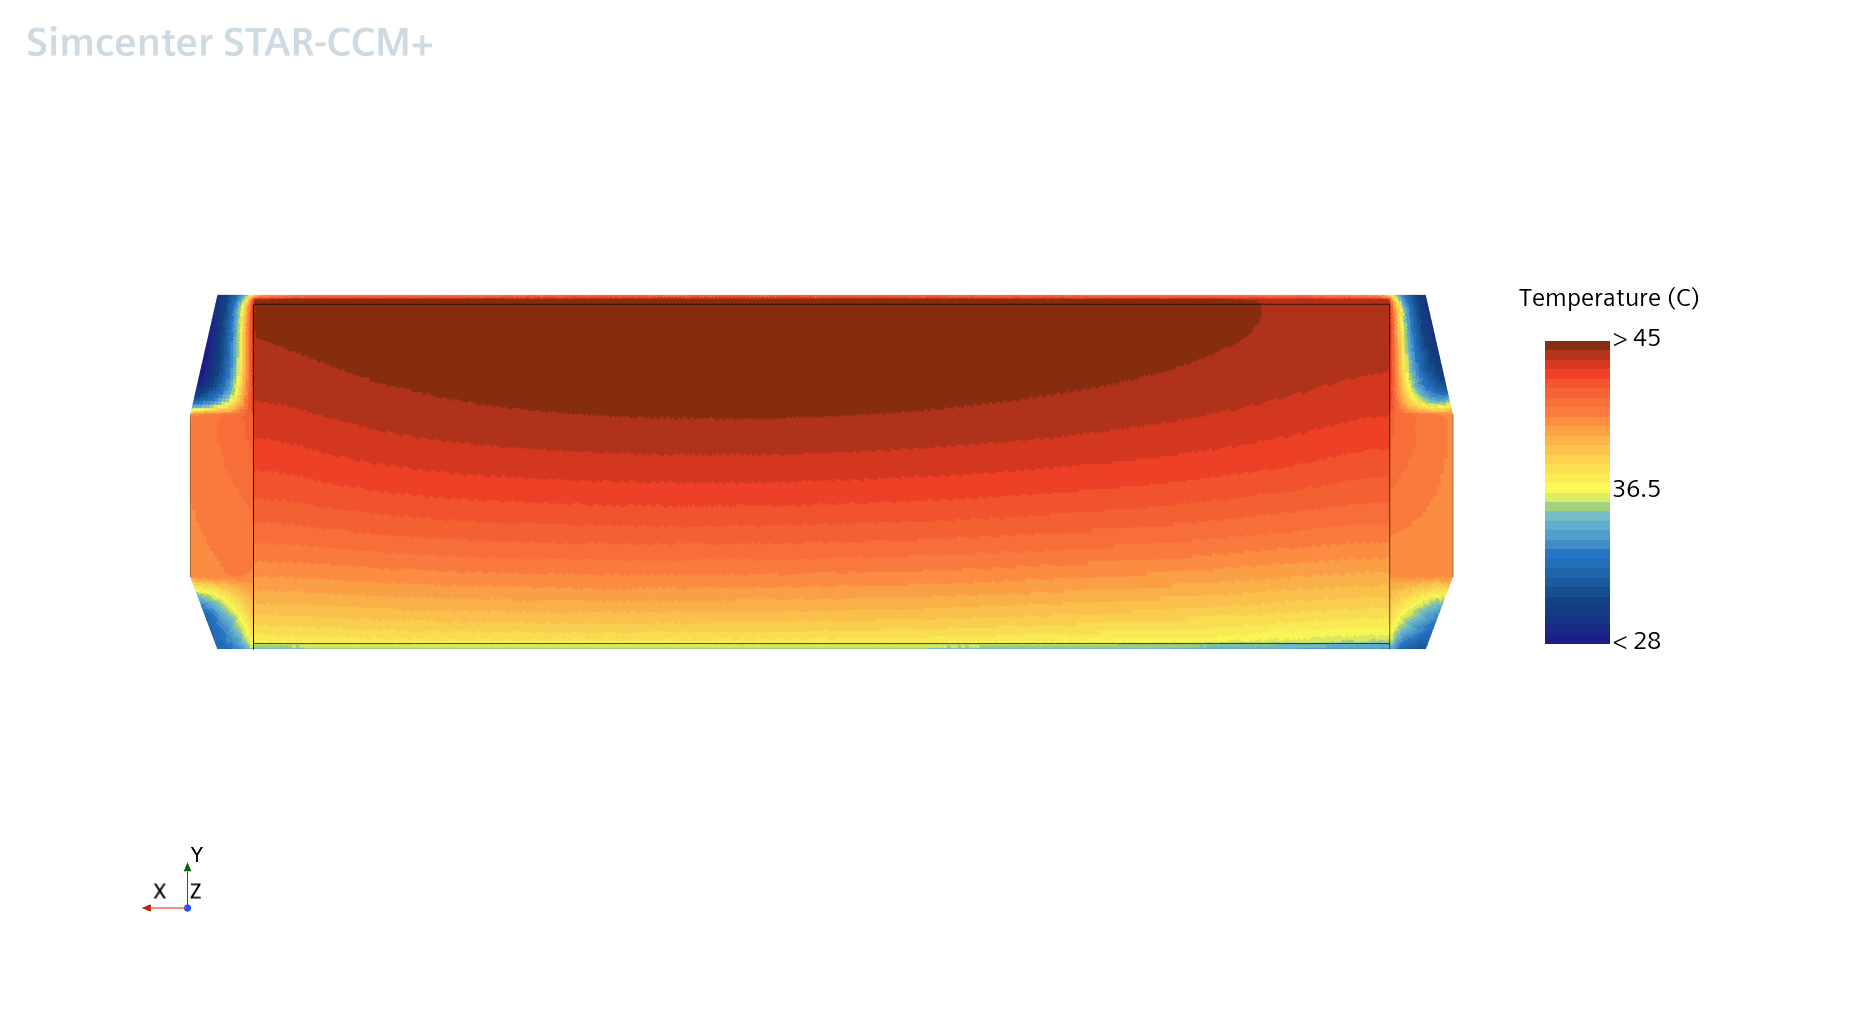 Simcenter STAR-CCM+
Temperature (C)
> 45
36.5
< 28
Y
X
Z